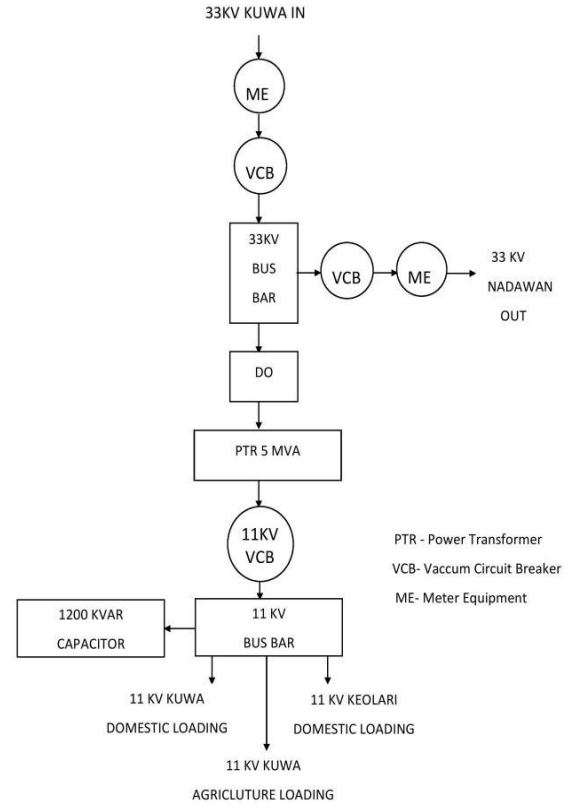 33KV KUWA IN
ME
VCB
33KV
BUS
BAR
VCB
ME
33 KV
NADAWAN
OUT
DO
PTR 5 MVA
11KV
VCB
PTR - Power Transformer
VCB- Vaccum Circuit Breaker
ME- Meter Equipment
1200 KVAR
CAPACITOR
11 KV
BUS BAR
11 KV KUWA
DOMESTIC LOADING
11 KV KEOLARI
DOMESTIC LOADING
11 KV KUWA
AGRICLUTURE LOADING